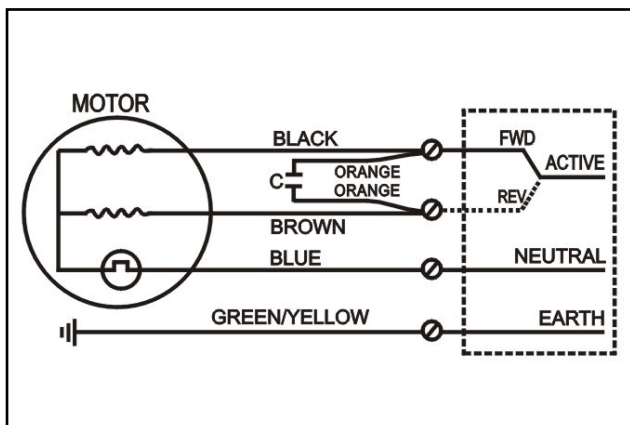 MOTOR
BLACK
FWD
C
ORANGE
ACTIVE
ORANGE
REV
BROWN
BLUE
NEUTRAL
GREEN/YELLOW
EARTH